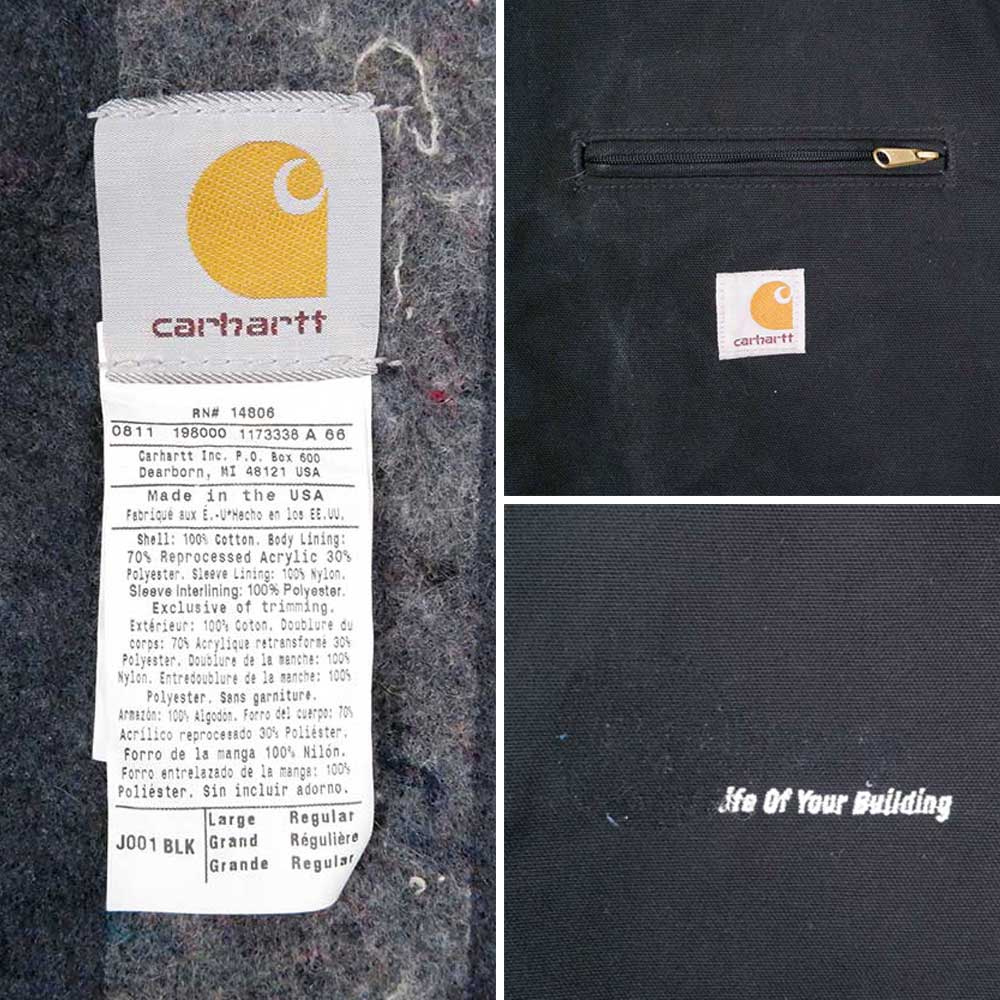 carhartt
RN# 14806
0811 198000 1173338 A 66
Carhartt Inc. P.O. Box 600
Dearborn, MI 48121 USA
Made in the USA
Fabriqué aux É.-U*Hecho en los EE.UU.
Shell: 100% Cotton. Body Lining:
70% Reprocessed Acrylic 30%
Polyester. Sleeve Lining: 100% Nylon.
Sleeve Interlining: 100% Polyester.
Exclusive of trimming.
Extérieur: 100% Coton. Doublure du
corps: 70% Acrylique retransformé 30%
Polyester. Doublure de la manche: 100%
Nylon. Entredoublure de la manche: 100%
Polyester. Sans garniture.
Armazón: 100% Algodón. Forro del cuerpo: 70%
Acrílico reprocesado 30% Poliéster.
Forro de la manga 100% Nilón.
Forro entrelazado de la manga: 100%
Poliéster. Sin incluir adorno.
J001 BLK
Large Regular
Grand Régulière
Grande Regular
carhartt
Of Your Building